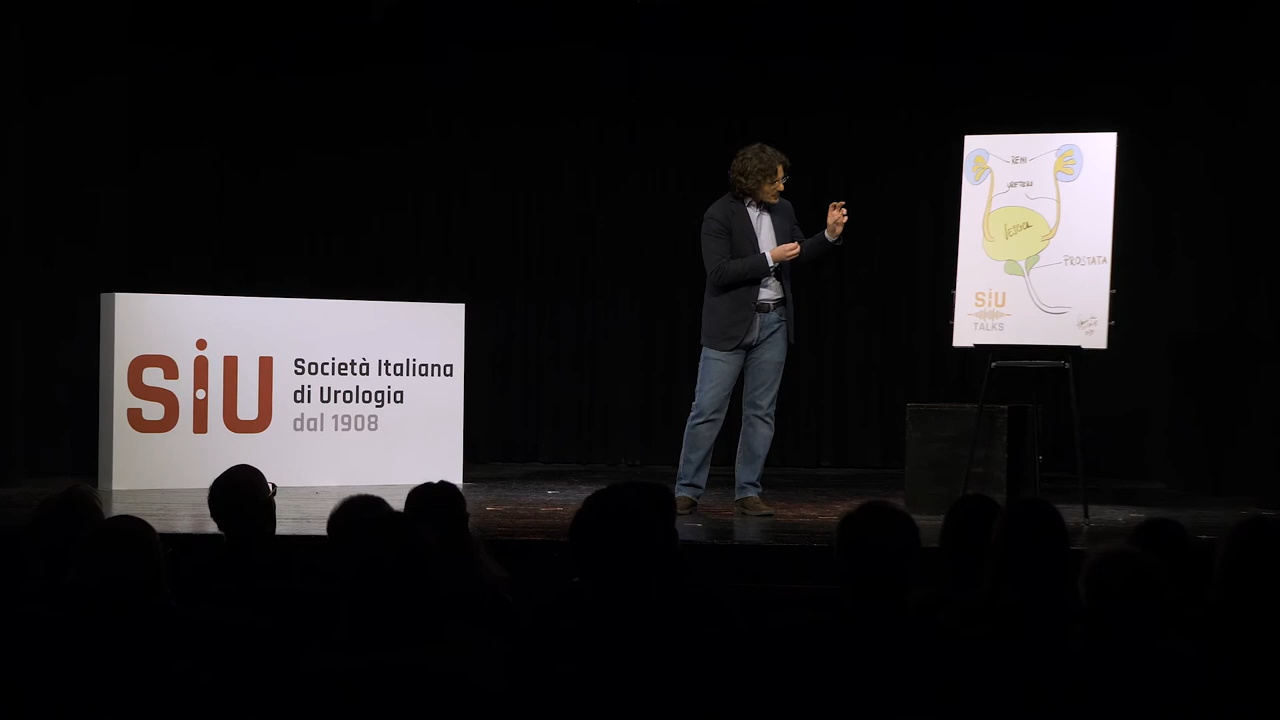 SiU
Società Italiana
di Urologia
dal 1908
RENI
URETERI
VESCICA
PROSTATA
SiU
TALKS